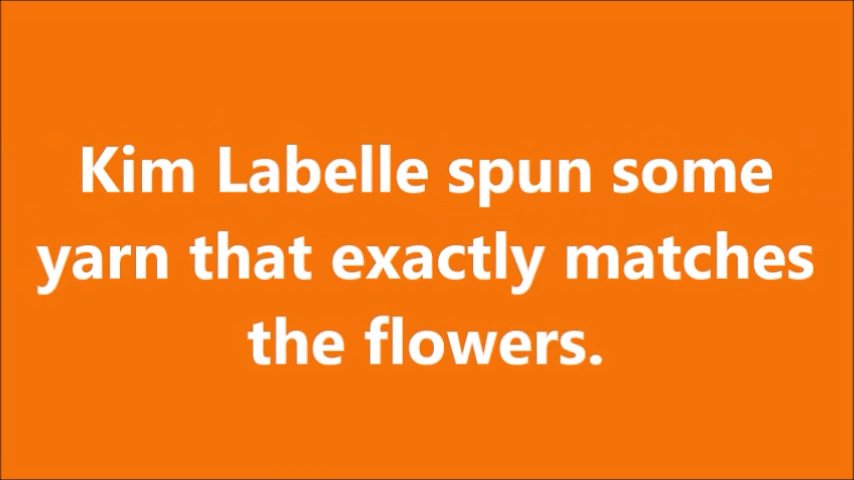 Kim Labelle spun some
yarn that exactly matches
the flowers.